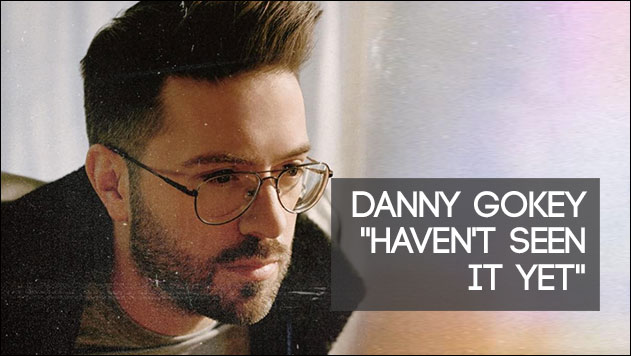 DANNY GOKEY
"HAVEN'T SEEN
IT YET"